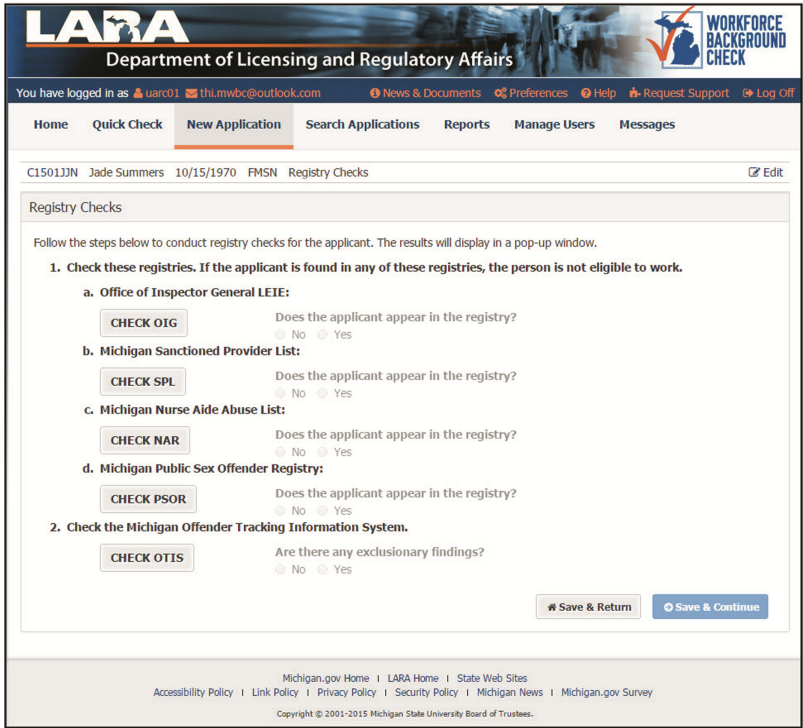 LARA
Department of Licensing and Regulatory Affairs
WORKFORCE
BACKGROUND
CHECK
You have logged in as uarc01 thi.mwbc@outlook.com News & Documents Preferences Help Request Support Log Off
Home Quick Check New Application Search Applications Reports Manage Users Messages
C1501JJN Jade Summers 10/15/1970 FMSN Registry Checks Edit
Registry Checks
Follow the steps below to conduct registry checks for the applicant. The results will display in a pop-up window.
1. Check these registries. If the applicant is found in any of these registries, the person is not eligible to work.
a. Office of Inspector General LEIE:
CHECK OIG Does the applicant appear in the registry?
No Yes
b. Michigan Sanctioned Provider List:
CHECK SPL Does the applicant appear in the registry?
No Yes
c. Michigan Nurse Aide Abuse List:
CHECK NAR Does the applicant appear in the registry?
No Yes
d. Michigan Public Sex Offender Registry:
CHECK PSOR Does the applicant appear in the registry?
No Yes
2. Check the Michigan Offender Tracking Information System.
CHECK OTIS Are there any exclusionary findings?
No Yes
Save & Return Save & Continue
Michigan.gov Home | LARA Home | State Web Sites
Accessibility Policy | Link Policy | Privacy Policy | Security Policy | Michigan News | Michigan.gov Survey
Copyright © 2001-2015 Michigan State University Board of Trustees.